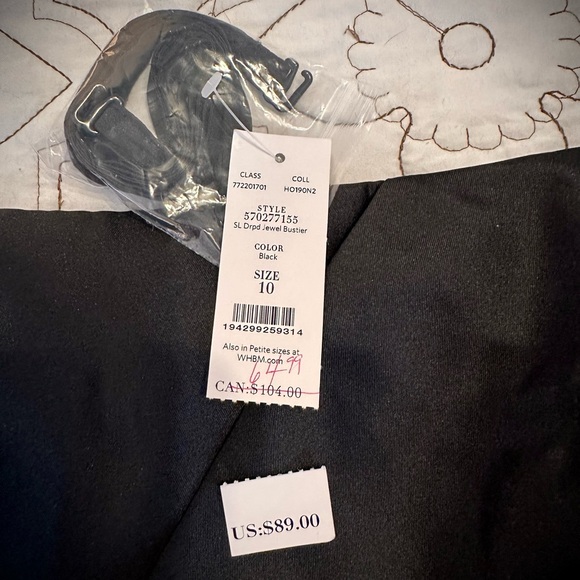 CLASS COLL
772201701 HO190N2
STYLE
570277155
SL Drpd Jewel Bustier
COLOR
Black
SIZE
10
194299259314
Also in Petite sizes at
WHBM.com
64.99
CAN:$104.00
US:$89.00